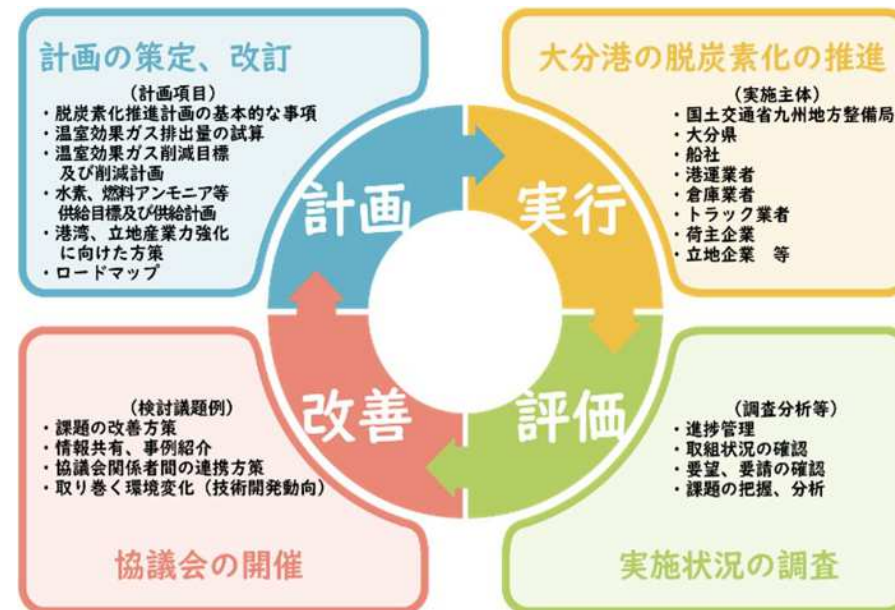 計画の策定、改訂
（計画項目）
・脱炭素化推進計画の基本的な事項
・温室効果ガス排出量の試算
・温室効果ガス削減目標
及び削減計画
・水素、燃料アンモニア等
供給目標及び供給計画
・港湾、立地産業力強化
に向けた方策
・ロードマップ
大分港の脱炭素化の推進
（実施主体）
・国土交通省九州地方整備局
・大分県
・船社
・港運業者
・倉庫業者
・トラック業者
・荷主企業
・立地企業　等
計画
実行
改善
評価
（検討議題例）
・課題の改善方策
・情報共有、事例紹介
・協議会関係者間の連携方策
・取り巻く環境変化（技術開発動向）
協議会の開催
（調査分析等）
・進捗管理
・取組状況の確認
・要望、要請の確認
・課題の把握、分析
実施状況の調査